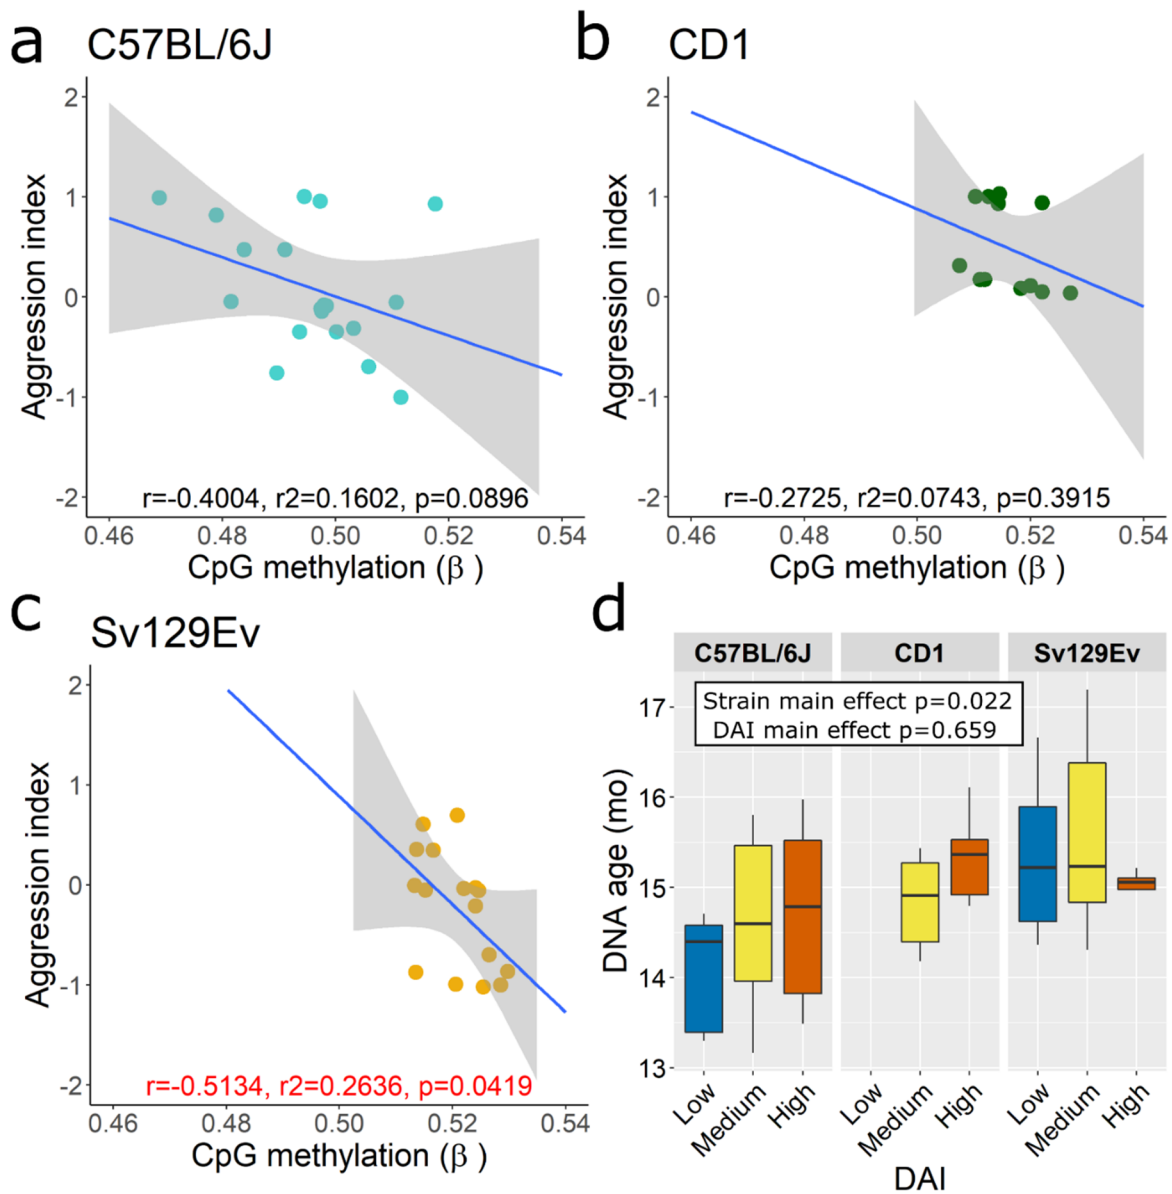 a C57BL/6J
2
1
0
-1
-2
Aggression index
r=-0.4004, r2=0.1602, p=0.0896
0.46 0.48 0.50 0.52 0.54
CpG methylation (β )
b CD1
2
1
0
-1
-2
Aggression index
r=-0.2725, r2=0.0743, p=0.3915
0.46 0.48 0.50 0.52 0.54
CpG methylation (β )
c
Sv129Ev
2
1
0
-1
-2
Aggression index
r=-0.5134, r2=0.2636, p=0.0419
0.46 0.48 0.50 0.52 0.54
CpG methylation (β )
d
C57BL/6J CD1 Sv129Ev
Strain main effect p=0.022
DAI main effect p=0.659
17
16
15
14
13
DNA age (mo)
Low Medium High Low Medium High Low Medium High
DAI